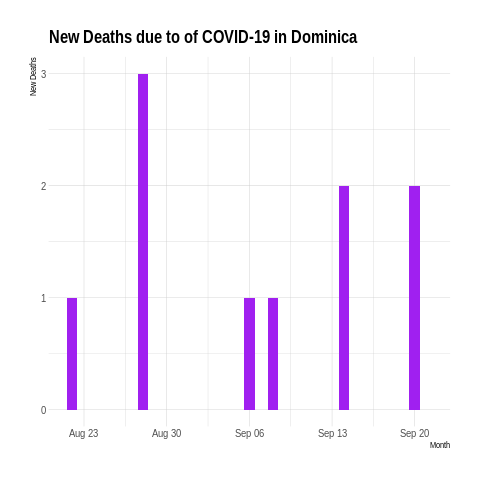 New Deaths due to of COVID-19 in Dominica
New Deaths
3
2
1
0
Aug 23
Aug 30
Sep 06
Sep 13
Sep 20
Month